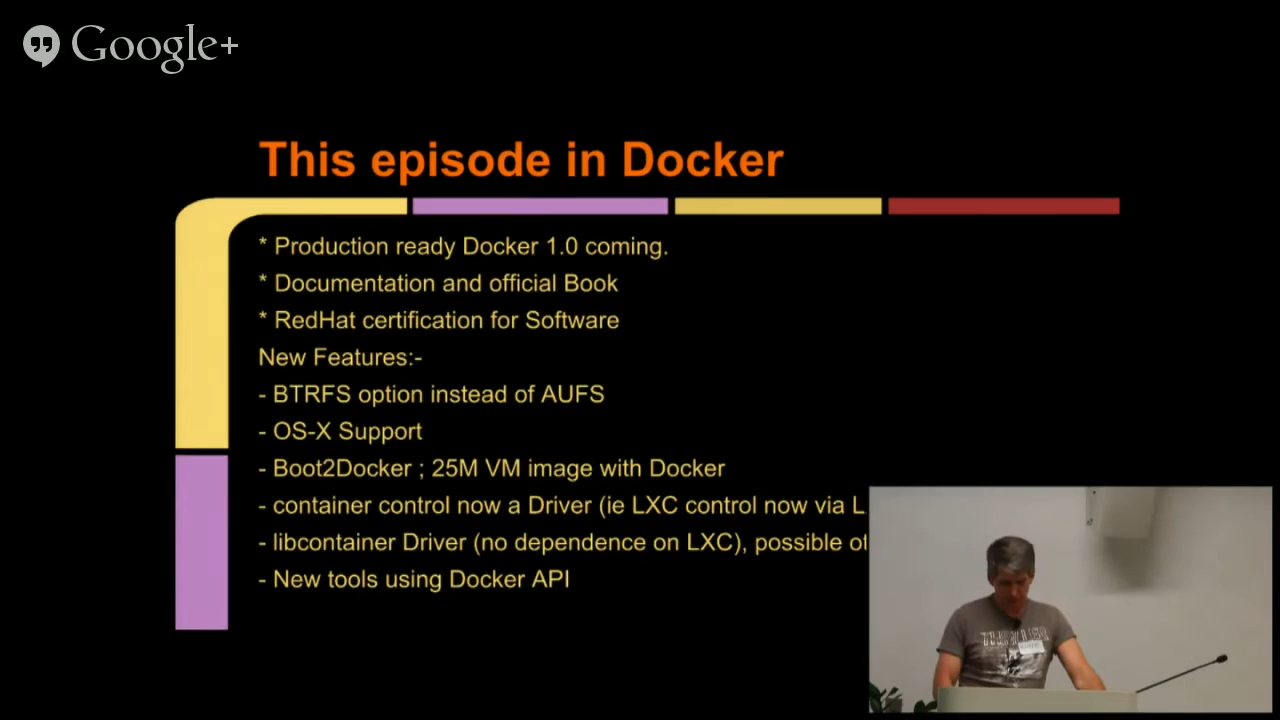 Google+
This episode in Docker
* Production ready Docker 1.0 coming.
* Documentation and official Book
* RedHat certification for Software
New Features:-
- BTRFS option instead of AUFS
- OS-X Support
- Boot2Docker ; 25M VM image with Docker
- container control now a Driver (ie LXC control now via L
- libcontainer Driver (no dependence on LXC), possible ot
- New tools using Docker API